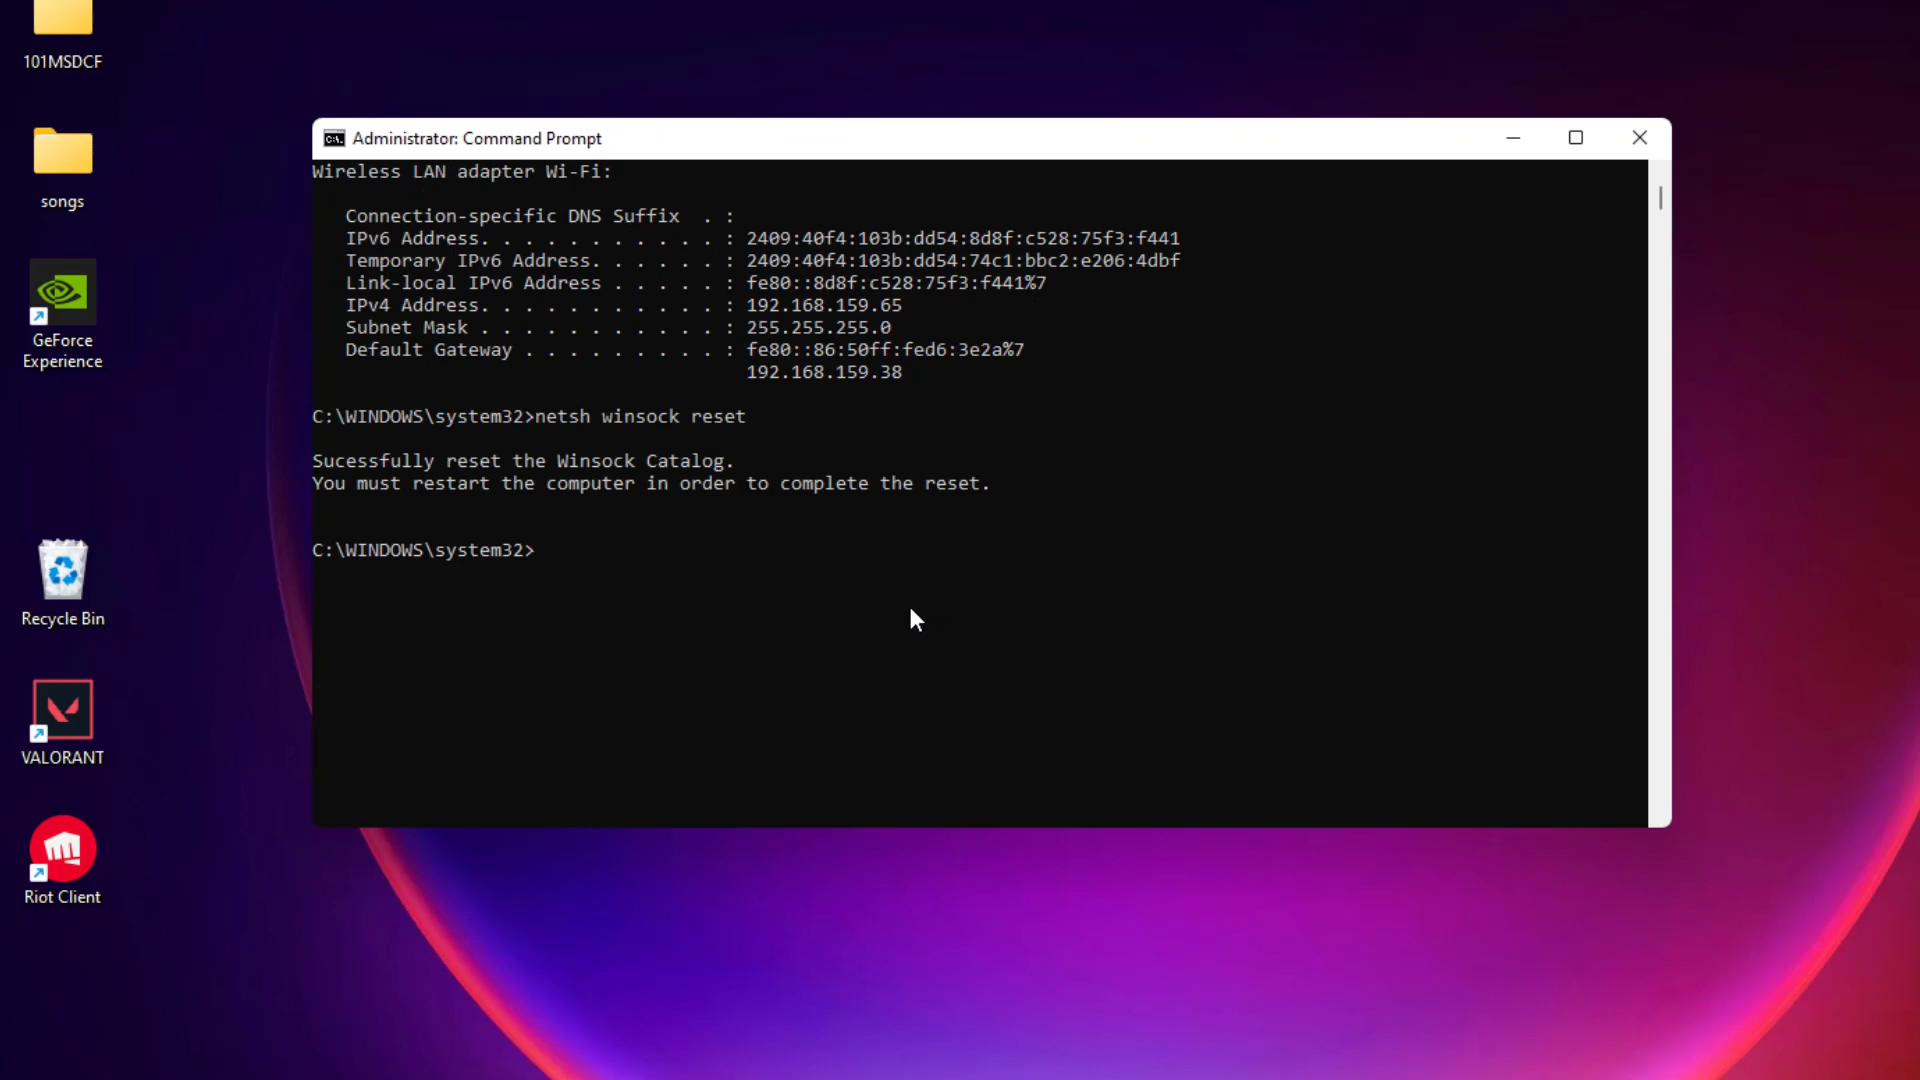 101MSDCF
songs
GeForce
Experience
Recycle Bin
VALORANT
Riot Client
Administrator: Command Prompt
Wireless LAN adapter Wi-Fi:
Connection-specific DNS Suffix . :
IPv6 Address. . . . . . . . . . . : 2409:40f4:103b:dd54:8d8f:c528:75f3:f441
Temporary IPv6 Address. . . . . . : 2409:40f4:103b:dd54:74c1:bbc2:e206:4dbf
Link-local IPv6 Address . . . . . : fe80::8d8f:c528:75f3:f441%7
IPv4 Address. . . . . . . . . . . : 192.168.159.65
Subnet Mask . . . . . . . . . . . : 255.255.255.0
Default Gateway . . . . . . . . . : fe80::86:50ff:fed6:3e2a%7
192.168.159.38
C:\WINDOWS\system32>netsh winsock reset
Sucessfully reset the Winsock Catalog.
You must restart the computer in order to complete the reset.
C:\WINDOWS\system32>